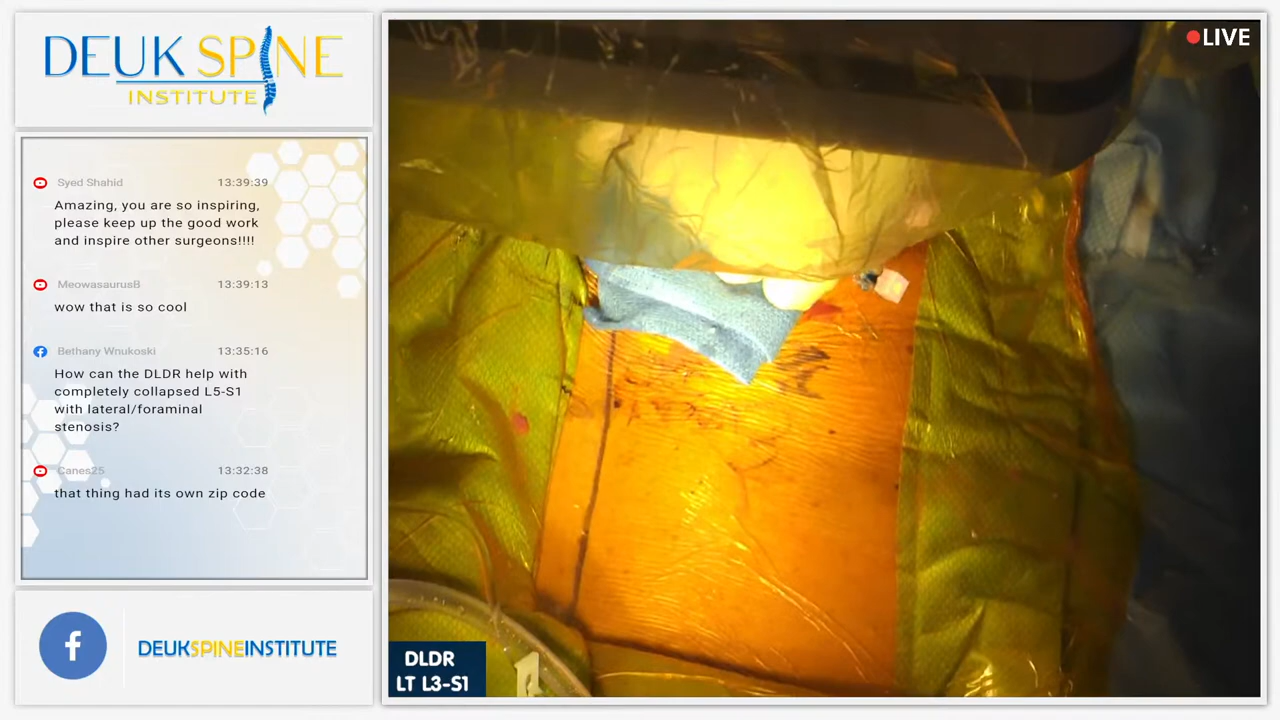 DEUK SPINE
INSTITUTE
Syed Shahid 13:39:39
Amazing, you are so inspiring,
please keep up the good work
and inspire other surgeons!!!!
MeowasaurusB 13:39:13
wow that is so cool
Bethany Wnukoski 13:35:16
How can the DLDR help with
completely collapsed L5-S1
with lateral/foraminal
stenosis?
Canes25 13:32:38
that thing had its own zip code
f
DEUKSPINEINSTITUTE
LIVE
DLDR
LT L3-S1